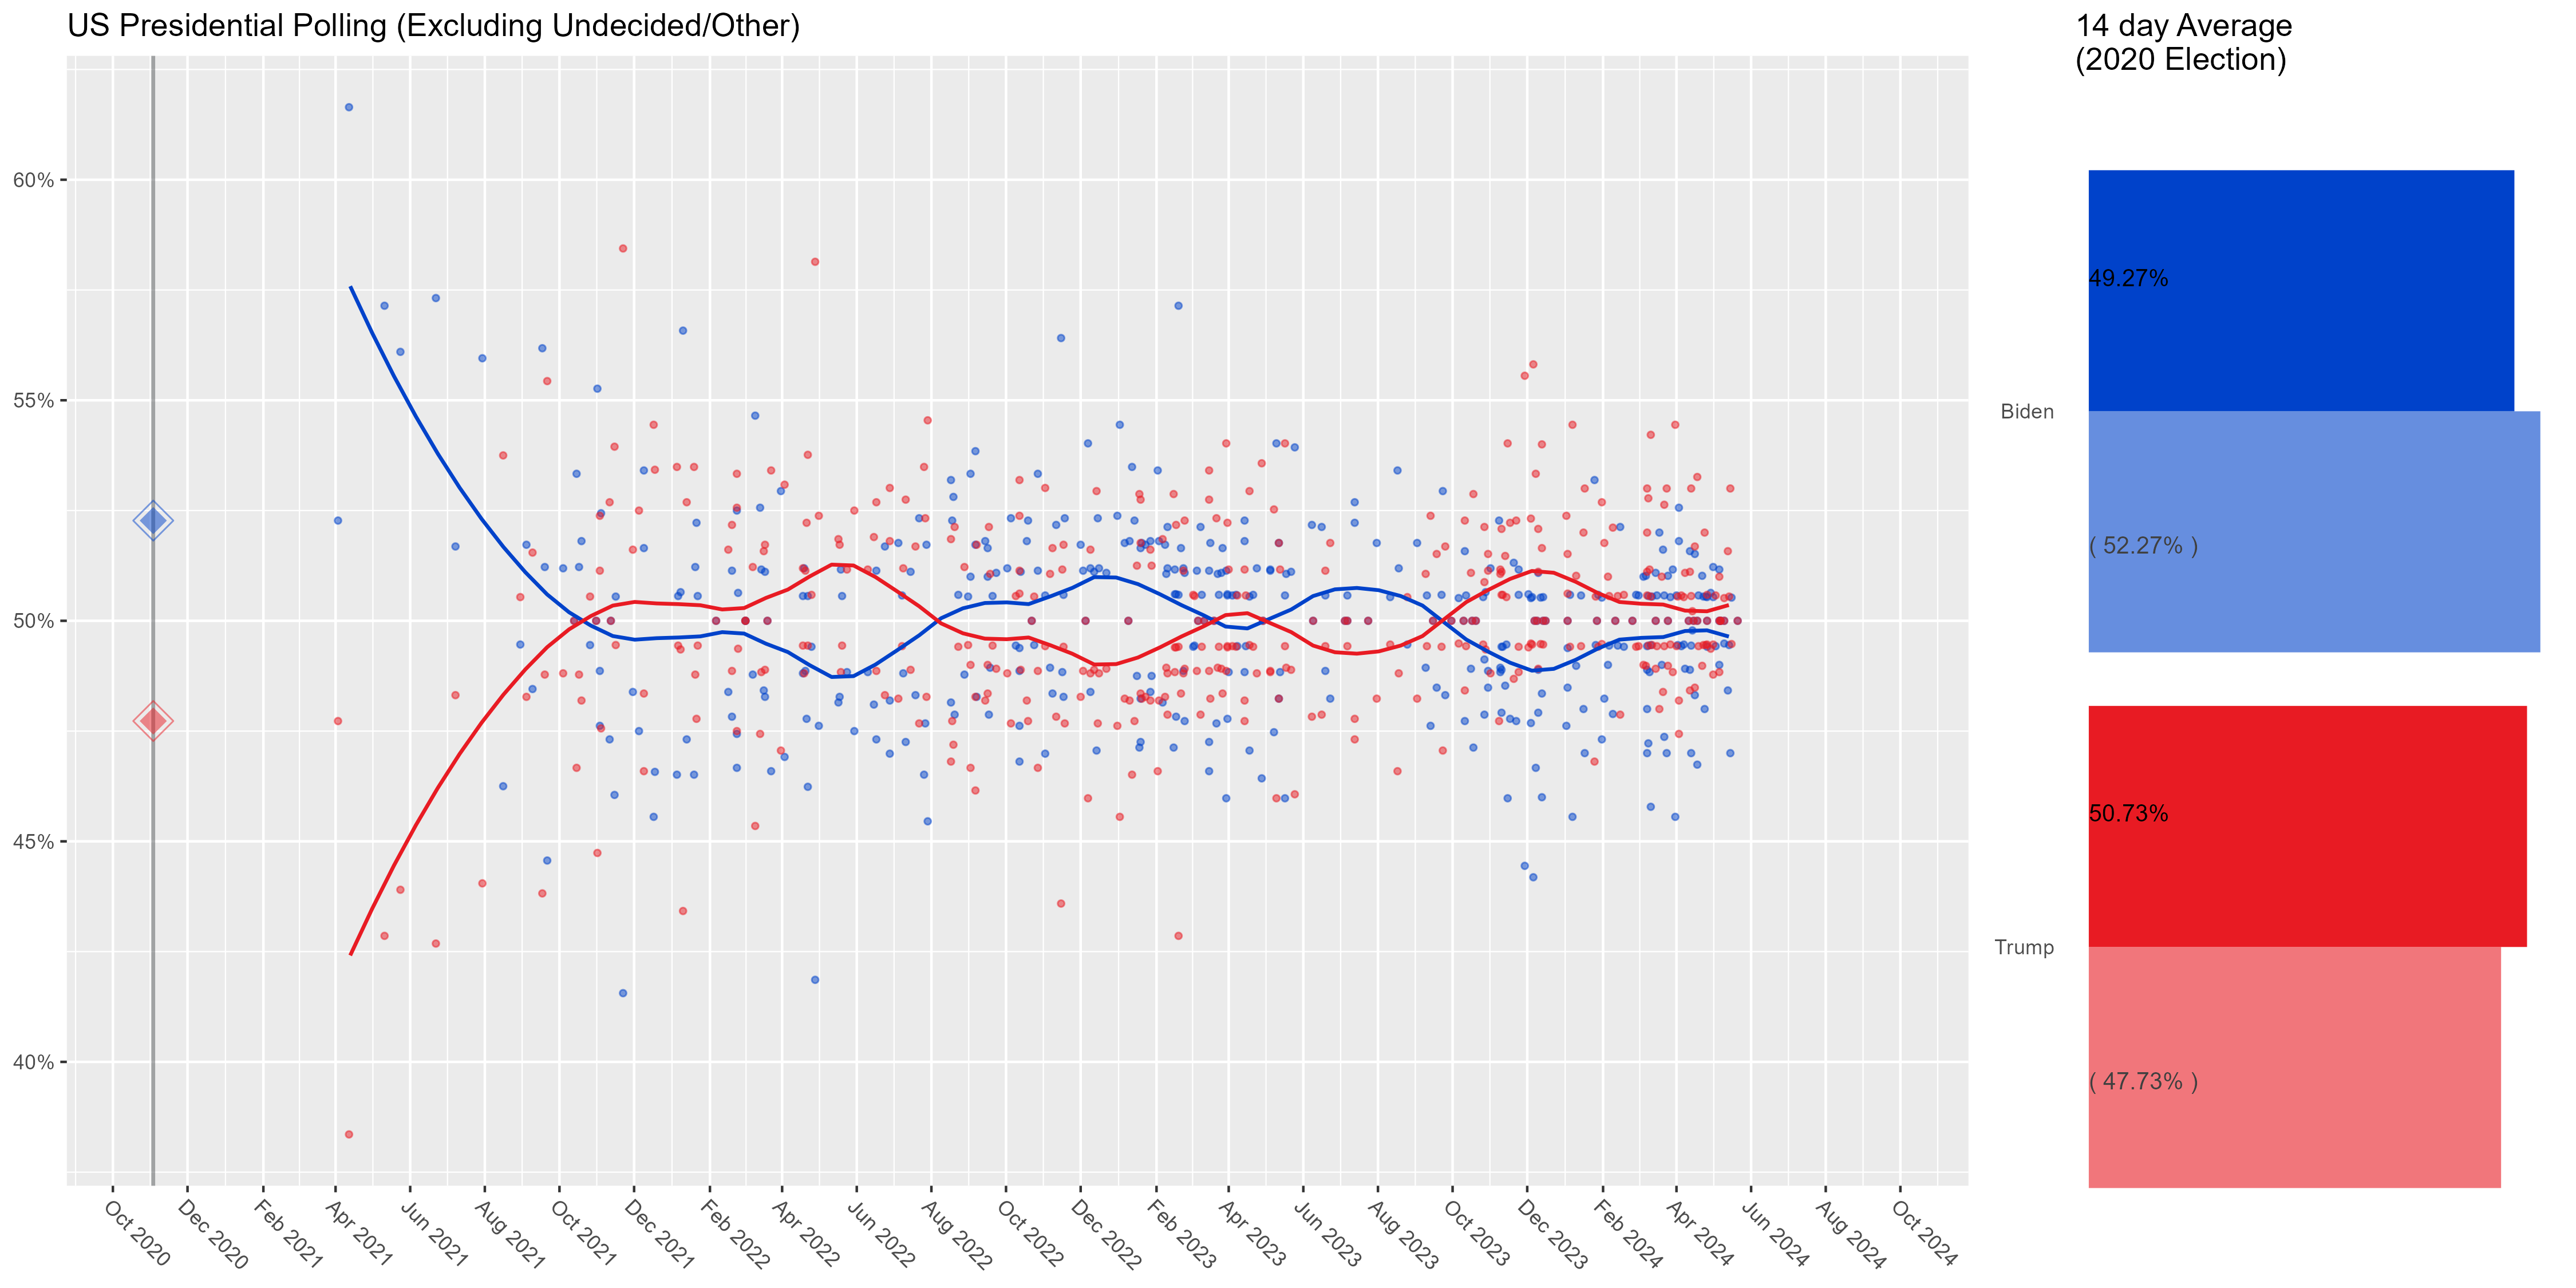 US Presidential Polling (Excluding Undecided/Other)
14 day Average
(2020 Election)
60%
55%
50%
45%
40%
Oct 2020
Dec 2020
Feb 2021
Apr 2021
Jun 2021
Aug 2021
Oct 2021
Dec 2021
Feb 2022
Apr 2022
Jun 2022
Aug 2022
Oct 2022
Dec 2022
Feb 2023
Apr 2023
Jun 2023
Aug 2023
Oct 2023
Dec 2023
Feb 2024
Apr 2024
Jun 2024
Aug 2024
Oct 2024
49.27%
Biden
( 52.27% )
50.73%
Trump
( 47.73% )